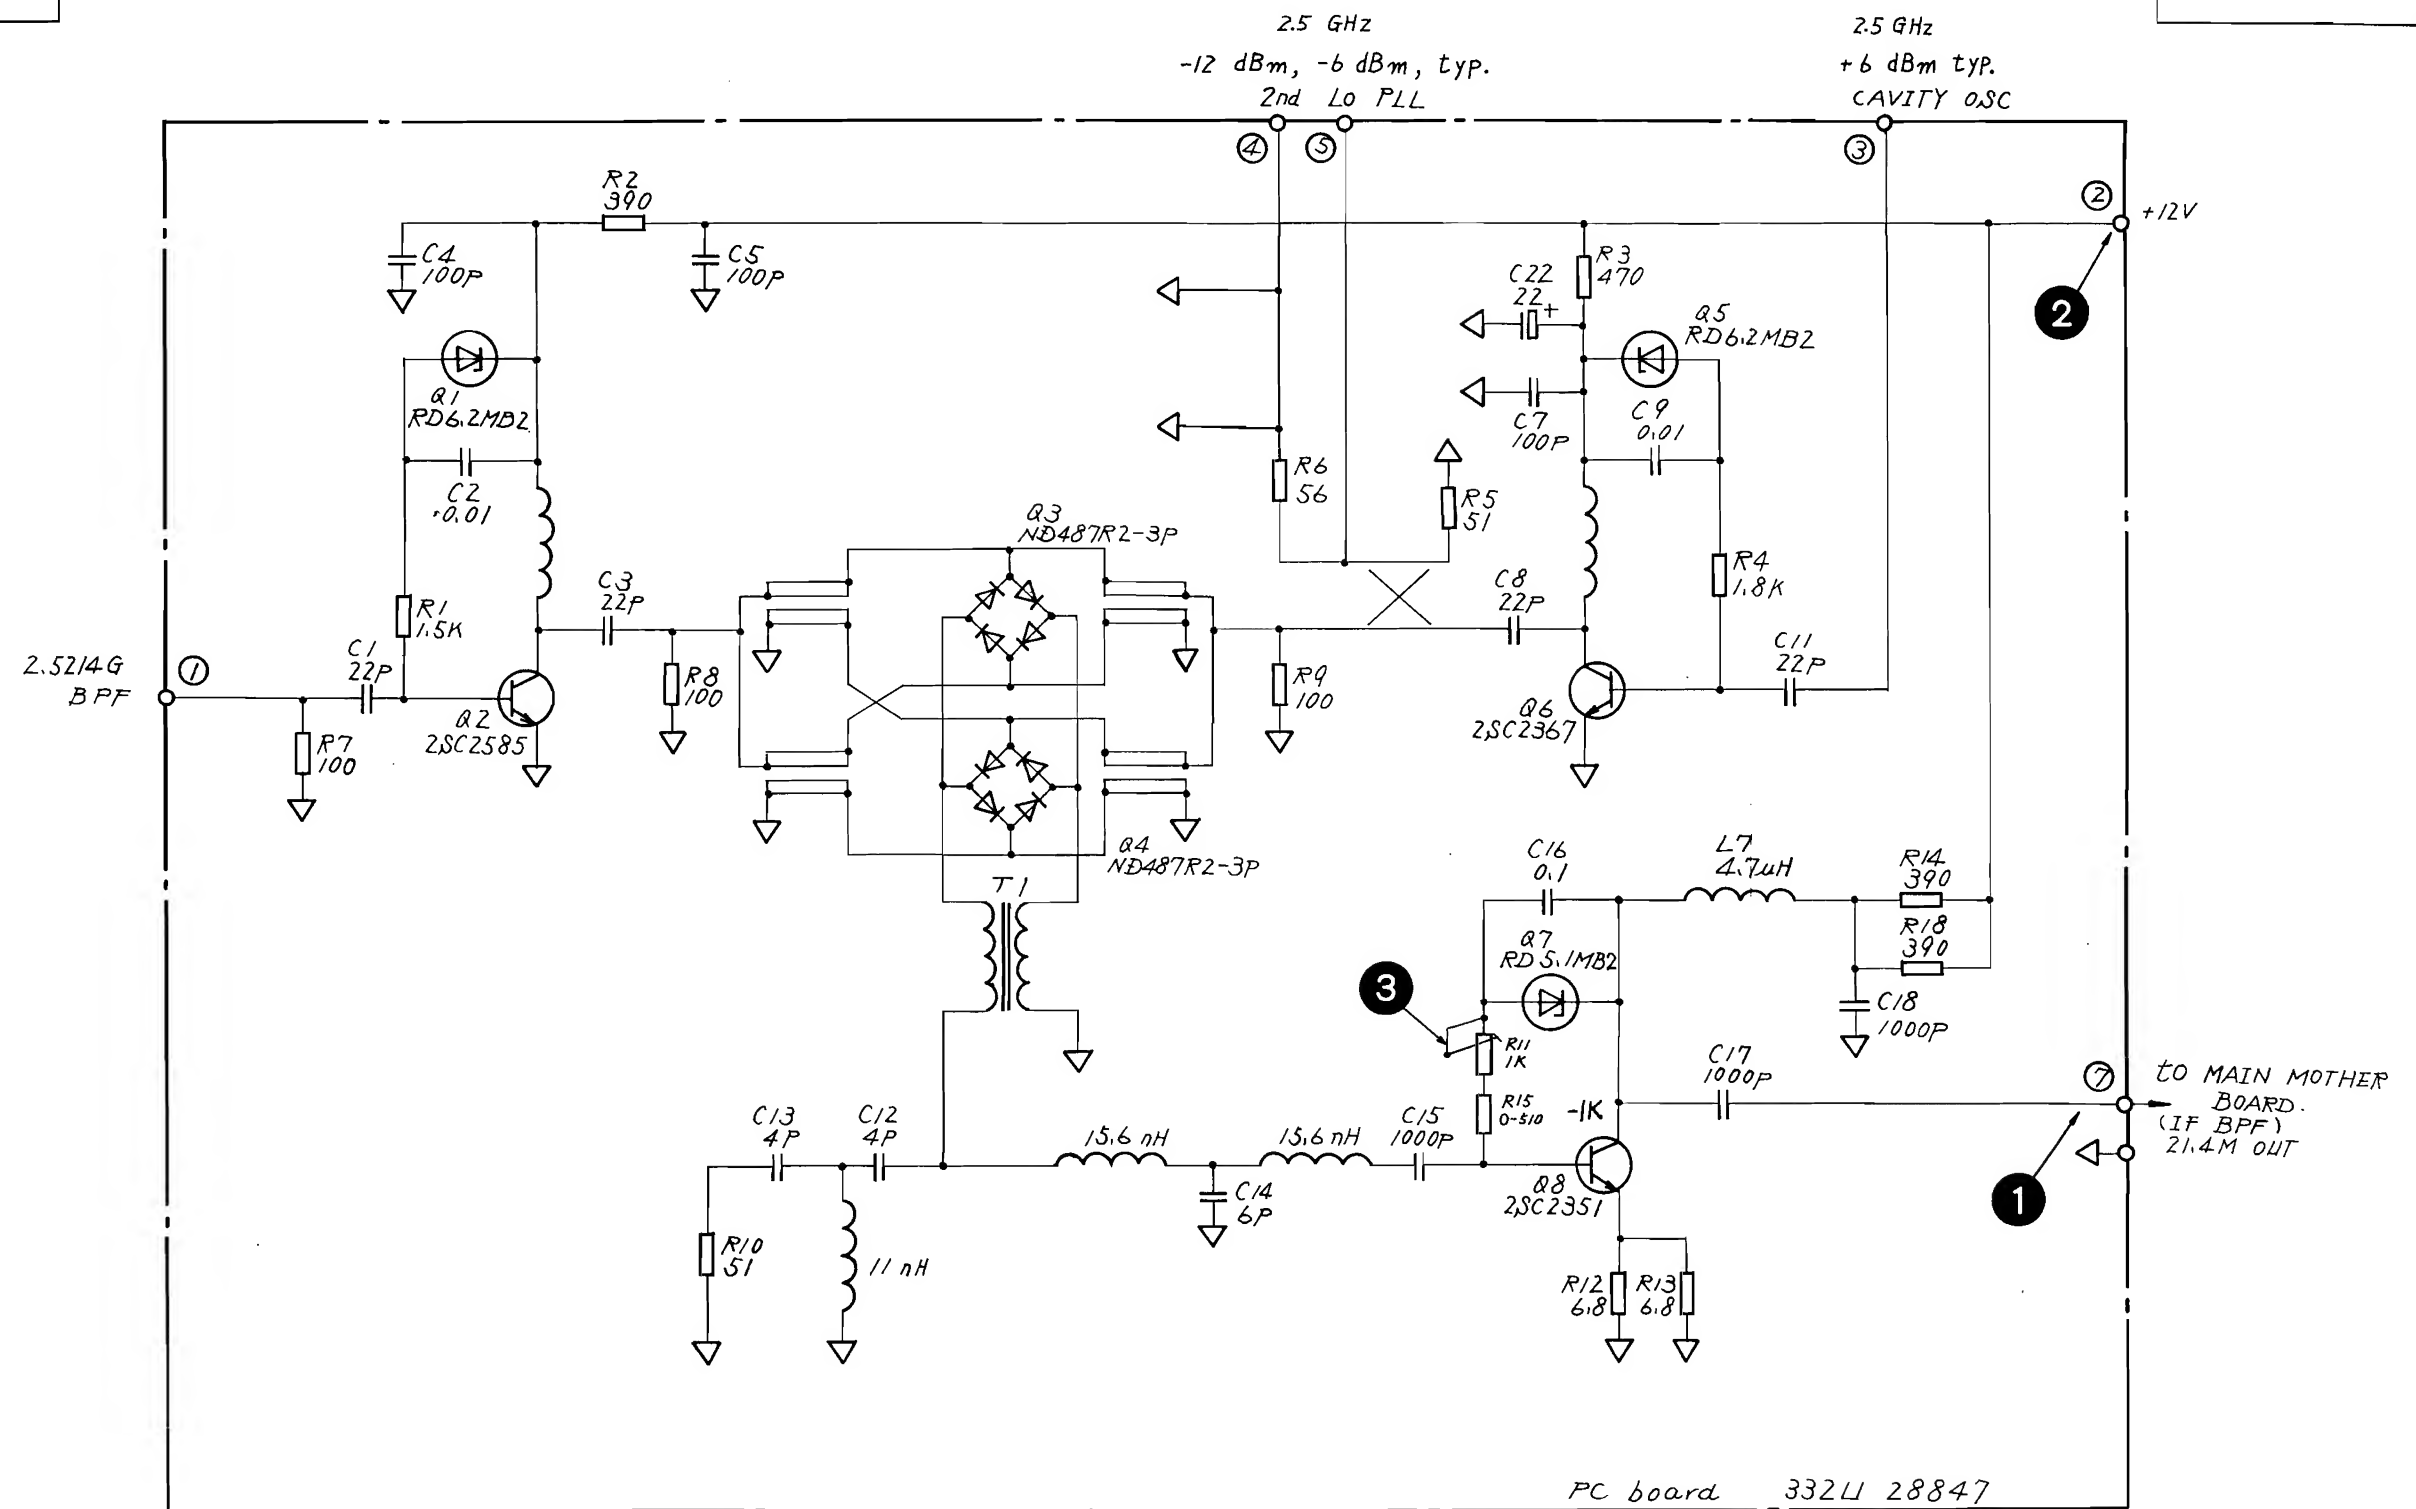 2.5 GHz
-12 dBm, -6 dBm, typ.
2nd Lo PLL
2.5 GHz
+6 dBm typ.
CAVITY OSC
④
⑤
③
②
+12V
2
R2
390
C4
100P
C5
100P
R3
470
C22
22
+
Q5
RD6.2MB2
Q1
RD6.2MB2
C7
100P
C9
0.01
C2
0.01
R6
56
R5
51
Q3
ND487R2-3P
C3
22P
R1
1.5K
C8
22P
R4
1.8K
C1
22P
C11
22P
2.5214G
BPF
①
R8
100
R9
100
Q2
2SC2585
Q6
2SC2367
R7
100
Q4
ND487R2-3P
T1
C16
0.1
L7
4.7uH
R14
390
R18
390
Q7
RD5.1MB2
3
C18
1000P
R11
1K
C17
1000P
⑦
to MAIN MOTHER
BOARD.
(IF BPF)
21.4M OUT
R15
0-510
-1K
C13
4P
C12
4P
15.6 nH
15.6 nH
C15
1000P
C14
6P
Q8
2SC2351
1
R10
51
11 nH
R12
6.8
R13
6.8
PC board 332U 28847